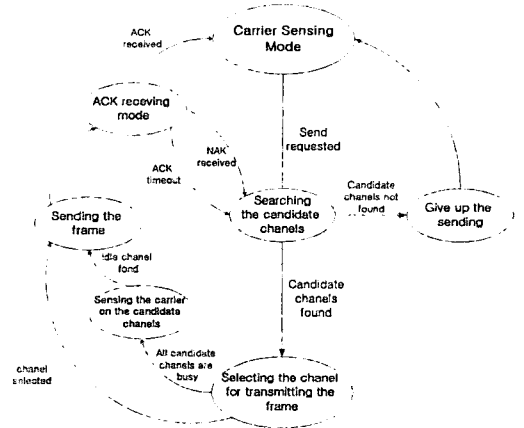 ACK
received
Carrier Sensing
Mode
ACK receving
mode
NAK
received
Send
requested
ACK
timeout
Searching
the candidate
chanels
Candidate
chanels not
found
Give up the
sending
Sending the
frame
Idle chanel
fond
Sensing the carrier
on the candidate
chanels
Candidate
chanels
found
All candidate
chanels are
busy
chanel
selected
Selecting the chanel
for transmitting the
frame